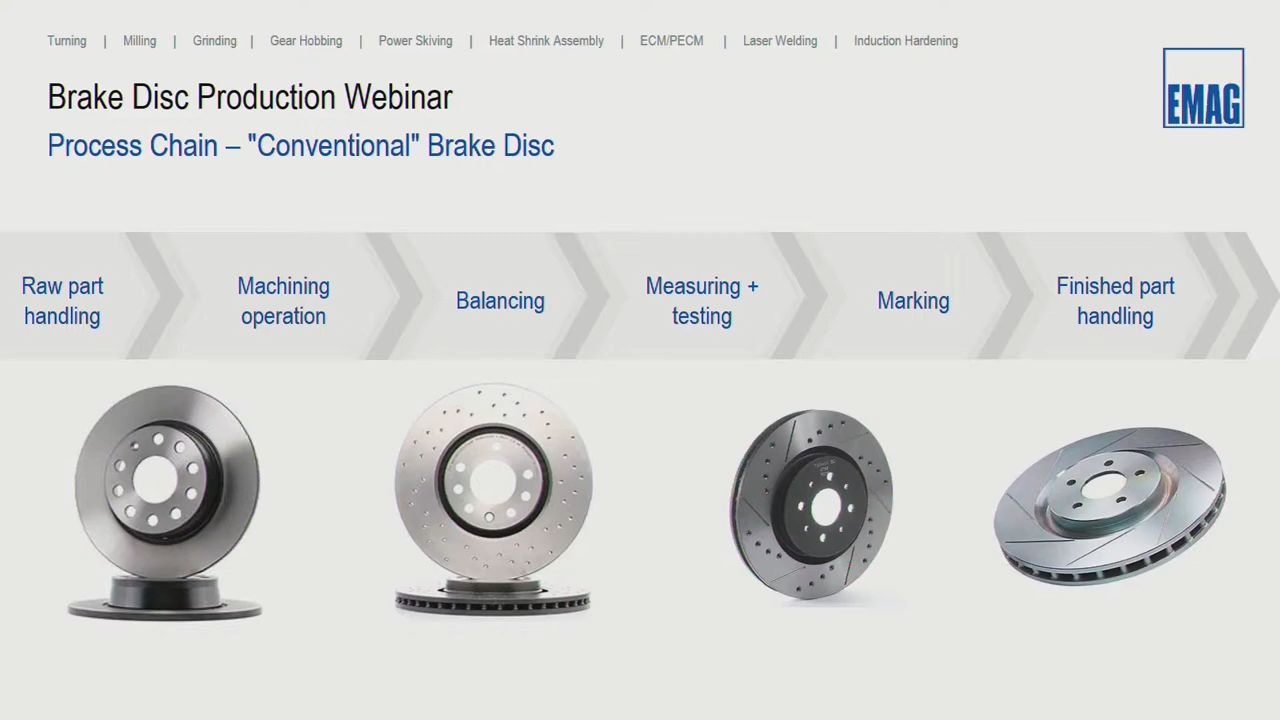 Turning | Milling | Grinding | Gear Hobbing | Power Skiving | Heat Shrink Assembly | ECM/PECM | Laser Welding | Induction Hardening
EMAG
Brake Disc Production Webinar
Process Chain – "Conventional" Brake Disc
Raw part
handling
Machining
operation
Balancing
Measuring +
testing
Marking
Finished part
handling